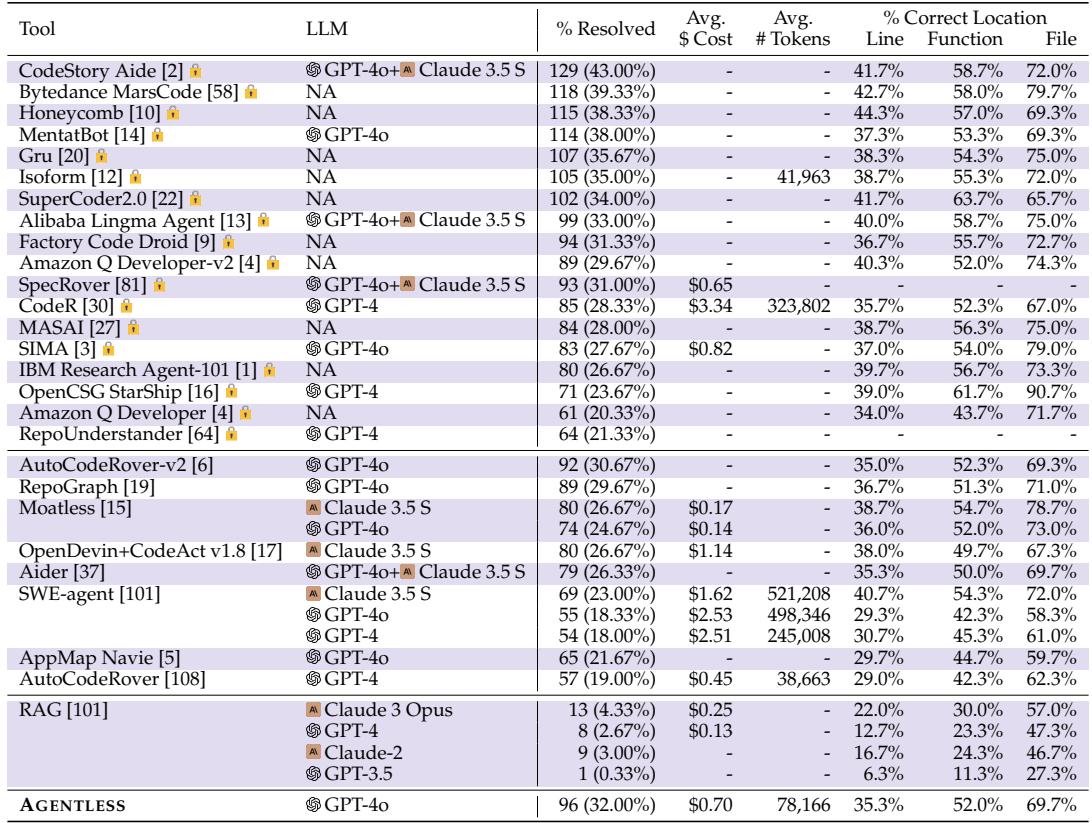 Tool LLM % Resolved Avg. $ Cost Avg. # Tokens % Correct Location Line Function File
CodeStory Aide [2] 🔒 GPT-4o+ Claude 3.5 S 129 (43.00%) - - 41.7% 58.7% 72.0%
Bytedance MarsCode [58] 🔒 NA 118 (39.33%) - - 42.7% 58.0% 79.7%
Honeycomb [10] 🔒 NA 115 (38.33%) - - 44.3% 57.0% 69.3%
MentatBot [14] 🔒 GPT-4o 114 (38.00%) - - 37.3% 53.3% 69.3%
Gru [20] 🔒 NA 107 (35.67%) - - 38.3% 54.3% 75.0%
Isoform [12] 🔒 NA 105 (35.00%) - 41,963 38.7% 55.3% 72.0%
SuperCoder2.0 [22] 🔒 NA 102 (34.00%) - - 41.7% 63.7% 65.7%
Alibaba Lingma Agent [13] 🔒 GPT-4o+ Claude 3.5 S 99 (33.00%) - - 40.0% 58.7% 75.0%
Factory Code Droid [9] 🔒 NA 94 (31.33%) - - 36.7% 55.7% 72.7%
Amazon Q Developer-v2 [4] 🔒 NA 89 (29.67%) - - 40.3% 52.0% 74.3%
SpecRover [81] 🔒 GPT-4o+ Claude 3.5 S 93 (31.00%) $0.65 - - - -
CodeR [30] 🔒 GPT-4 85 (28.33%) $3.34 323,802 35.7% 52.3% 67.0%
MASAI [27] 🔒 NA 84 (28.00%) - - 38.7% 56.3% 75.0%
SIMA [3] 🔒 GPT-4o 83 (27.67%) $0.82 - 37.0% 54.0% 79.0%
IBM Research Agent-101 [1] 🔒 NA 80 (26.67%) - - 39.7% 56.7% 73.3%
OpenCSG StarShip [16] 🔒 GPT-4 71 (23.67%) - - 39.0% 61.7% 90.7%
Amazon Q Developer [4] 🔒 NA 61 (20.33%) - - 34.0% 43.7% 71.7%
RepoUnderstander [64] 🔒 GPT-4 64 (21.33%) - - - - -
AutoCodeRover-v2 [6] GPT-4o 92 (30.67%) - - 35.0% 52.3% 69.3%
RepoGraph [19] GPT-4o 89 (29.67%) - - 36.7% 51.3% 71.0%
Moatless [15] Claude 3.5 S 80 (26.67%) $0.17 - 38.7% 54.7% 78.7%
GPT-4o 74 (24.67%) $0.14 - 36.0% 52.0% 73.0%
OpenDevin+CodeAct v1.8 [17] Claude 3.5 S 80 (26.67%) $1.14 - 38.0% 49.7% 67.3%
Aider [37] GPT-4o+ Claude 3.5 S 79 (26.33%) - - 35.3% 50.0% 69.7%
SWE-agent [101] Claude 3.5 S 69 (23.00%) $1.62 521,208 40.7% 54.3% 72.0%
GPT-4o 55 (18.33%) $2.53 498,346 29.3% 42.3% 58.3%
GPT-4 54 (18.00%) $2.51 245,008 30.7% 45.3% 61.0%
AppMap Navie [5] GPT-4o 65 (21.67%) - - 29.7% 44.7% 59.7%
AutoCodeRover [108] GPT-4 57 (19.00%) $0.45 38,663 29.0% 42.3% 62.3%
RAG [101] Claude 3 Opus 13 (4.33%) $0.25 - 22.0% 30.0% 57.0%
GPT-4 8 (2.67%) $0.13 - 12.7% 23.3% 47.3%
Claude-2 9 (3.00%) - - 16.7% 24.3% 46.7%
GPT-3.5 1 (0.33%) - - 6.3% 11.3% 27.3%
AGENTLESS GPT-4o 96 (32.00%) $0.70 78,166 35.3% 52.0% 69.7%